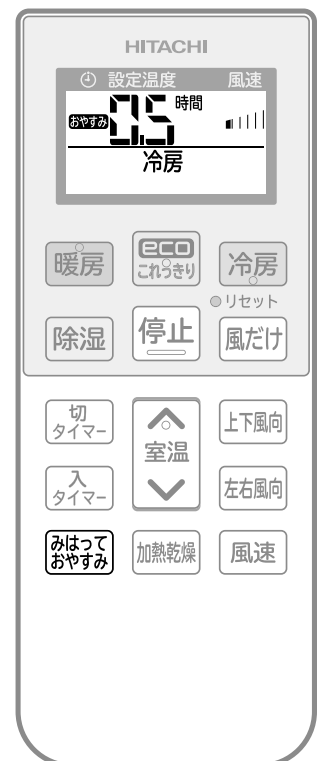 HITACHI
設定温度 風速
おやすみ 0.5 時間
冷房
暖房 eco これっきり 冷房
リセット
除湿 停止 風だけ
切タイマー 上下風向
室温
入タイマー 左右風向
みはっておやすみ 加熱乾燥 風速